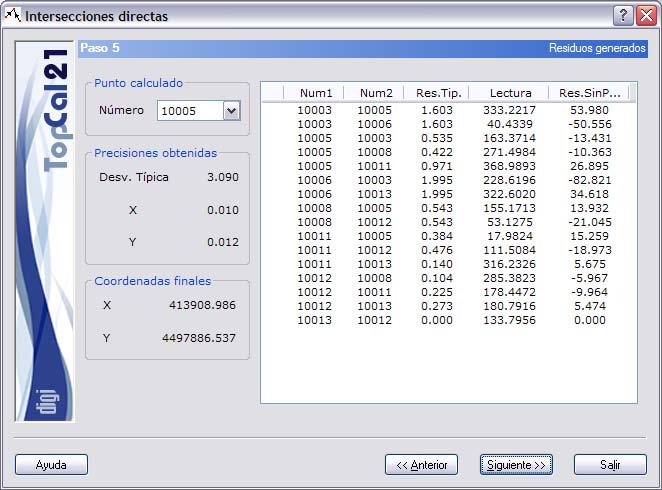 Intersecciones directas
TopCal 21
digi
Paso 5
Residuos generados
Punto calculado
Número 10005
Precisiones obtenidas
Desv. Típica 3.090
X 0.010
Y 0.012
Coordenadas finales
X 413908.986
Y 4497886.537
Num1 Num2 Res.Tip. Lectura Res.SinP...
10003 10005 1.603 333.2217 53.980
10003 10006 1.603 40.4339 -50.556
10005 10003 0.535 163.3714 -13.431
10005 10008 0.422 271.4984 -10.363
10005 10011 0.971 368.9893 26.895
10006 10003 1.995 228.6196 -82.821
10006 10013 1.995 322.6020 34.618
10008 10005 0.543 155.1713 13.932
10008 10012 0.543 53.1275 -21.045
10011 10005 0.384 17.9824 15.259
10011 10012 0.476 111.5084 -18.973
10011 10013 0.140 316.2326 5.675
10012 10008 0.104 285.3823 -5.967
10012 10011 0.225 178.4472 -9.964
10012 10013 0.273 180.7916 5.474
10013 10012 0.000 133.7956 0.000
Ayuda
<< Anterior
Siguiente >>
Salir